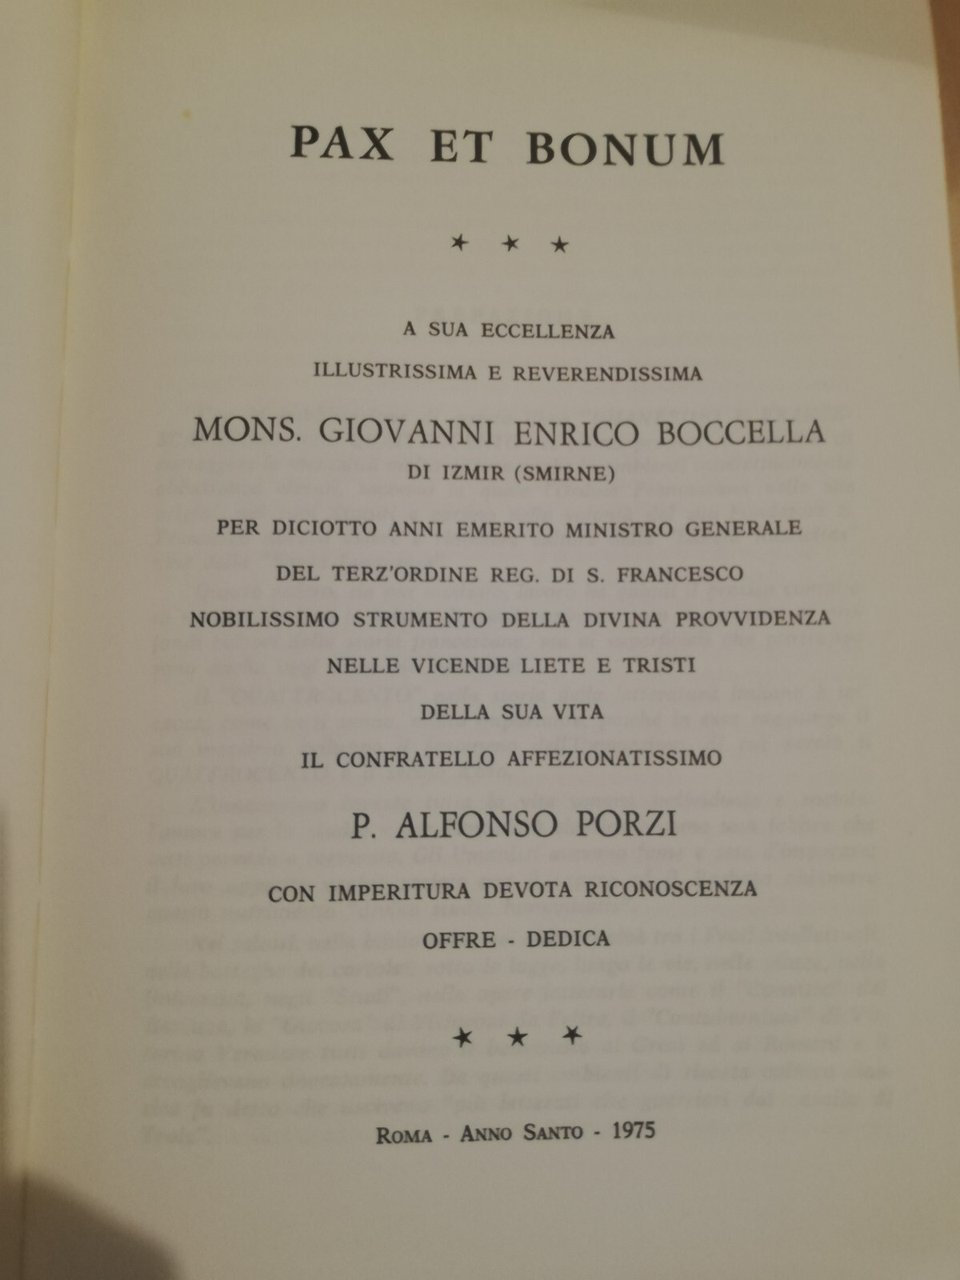 PAX ET BONUM
★ ★ ★
A SUA ECCELLENZA
ILLUSTRISSIMA E REVERENDISSIMA
MONS. GIOVANNI ENRICO BOCCELLA
DI IZMIR (SMIRNE)
PER DICIOTTO ANNI EMERITO MINISTRO GENERALE
DEL TERZ'ORDINE REG. DI S. FRANCESCO
NOBILISSIMO STRUMENTO DELLA DIVINA PROVVIDENZA
NELLE VICENDE LIETE E TRISTI
DELLA SUA VITA
IL CONFRATELLO AFFEZIONATISSIMO
P. ALFONSO PORZI
CON IMPERITURA DEVOTA RICONOSCENZA
OFFRE - DEDICA
★ ★ ★
ROMA - ANNO SANTO - 1975